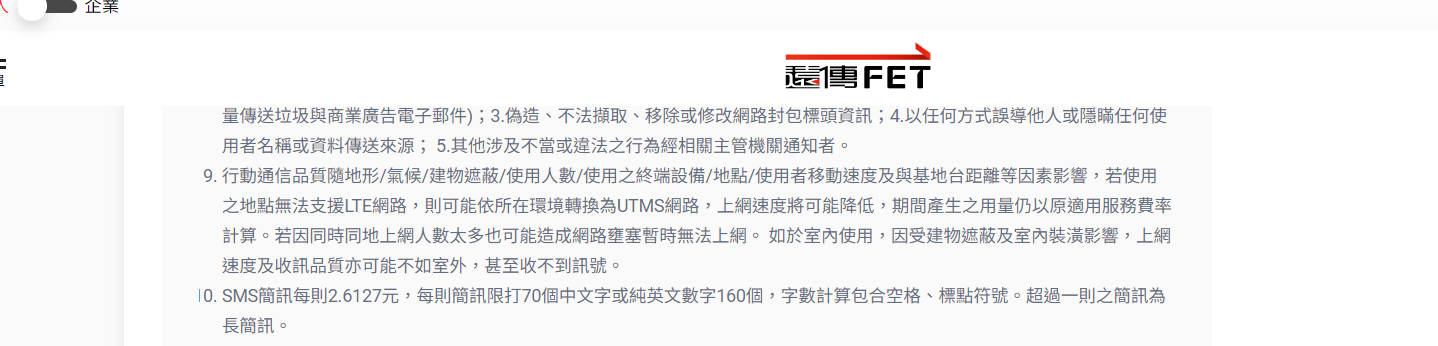 企業
遠傳FET
量傳送垃圾與商業廣告電子郵件)；3.偽造、不法擷取、移除或修改網路封包標頭資訊；4.以任何方式誤導他人或隱瞞任何使
用者名稱或資料傳送來源； 5.其他涉及不當或違法之行為經相關主管機關通知者。
9. 行動通信品質隨地形/氣候/建物遮蔽/使用人數/使用之終端設備/地點/使用者移動速度及與基地台距離等因素影響，若使用
之地點無法支援LTE網路，則可能依所在環境轉換為UTMS網路，上網速度將可能降低，期間產生之用量仍以原適用服務費率
計算。若因同時同地上網人數太多也可能造成網路壅塞暫時無法上網。 如於室內使用，因受建物遮蔽及室內裝潢影響，上網
速度及收訊品質亦可能不如室外，甚至收不到訊號。
10. SMS簡訊每則2.6127元，每則簡訊限打70個中文字或純英文數字160個，字數計算包含空格、標點符號。超過一則之簡訊為
長簡訊。